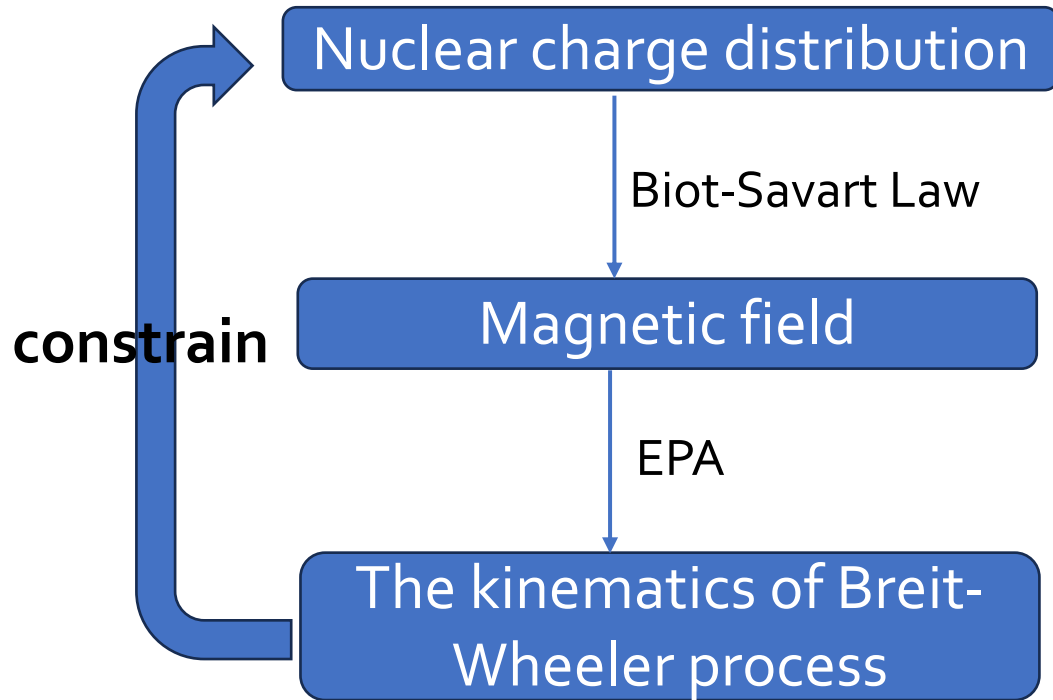 Nuclear charge distribution
Biot-Savart Law
Magnetic field
constrain
EPA
The kinematics of Breit-
Wheeler process